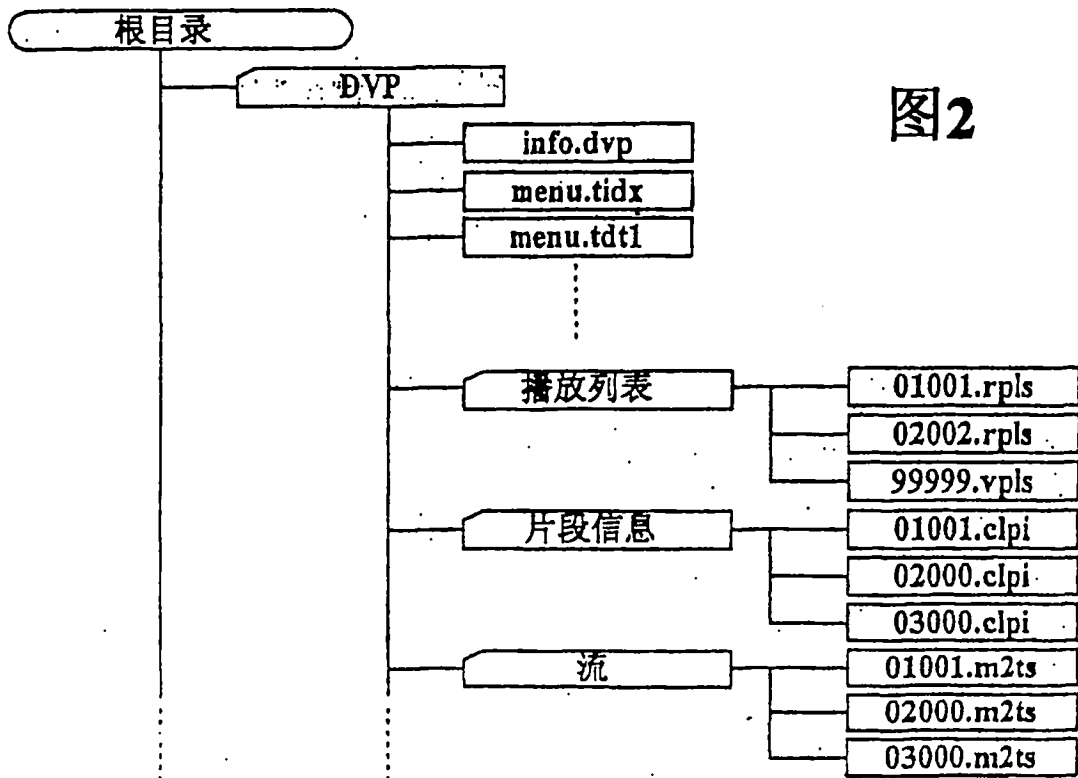 根目录
DVP
图2
info.dvp
menu.tidx
menu.tdt1
播放列表
01001.rpls
02002.rpls
99999.vpls
片段信息
01001.clpi
02000.clpi
03000.clpi
流
01001.m2ts
02000.m2ts
03000.m2ts